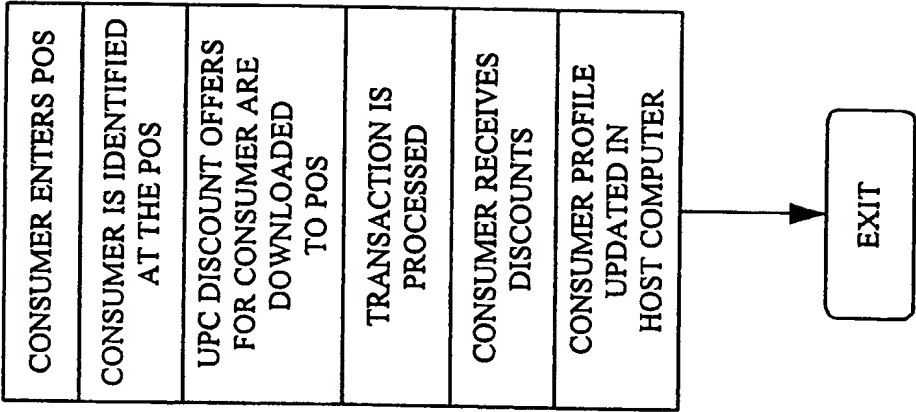 CONSUMER ENTERS POS
CONSUMER IS IDENTIFIED
AT THE POS
UPC DISCOUNT OFFERS
FOR CONSUMER ARE
DOWNLOADED
TO POS
TRANSACTION IS
PROCESSED
CONSUMER RECEIVES
DISCOUNTS
CONSUMER PROFILE
UPDATED IN
HOST COMPUTER
EXIT